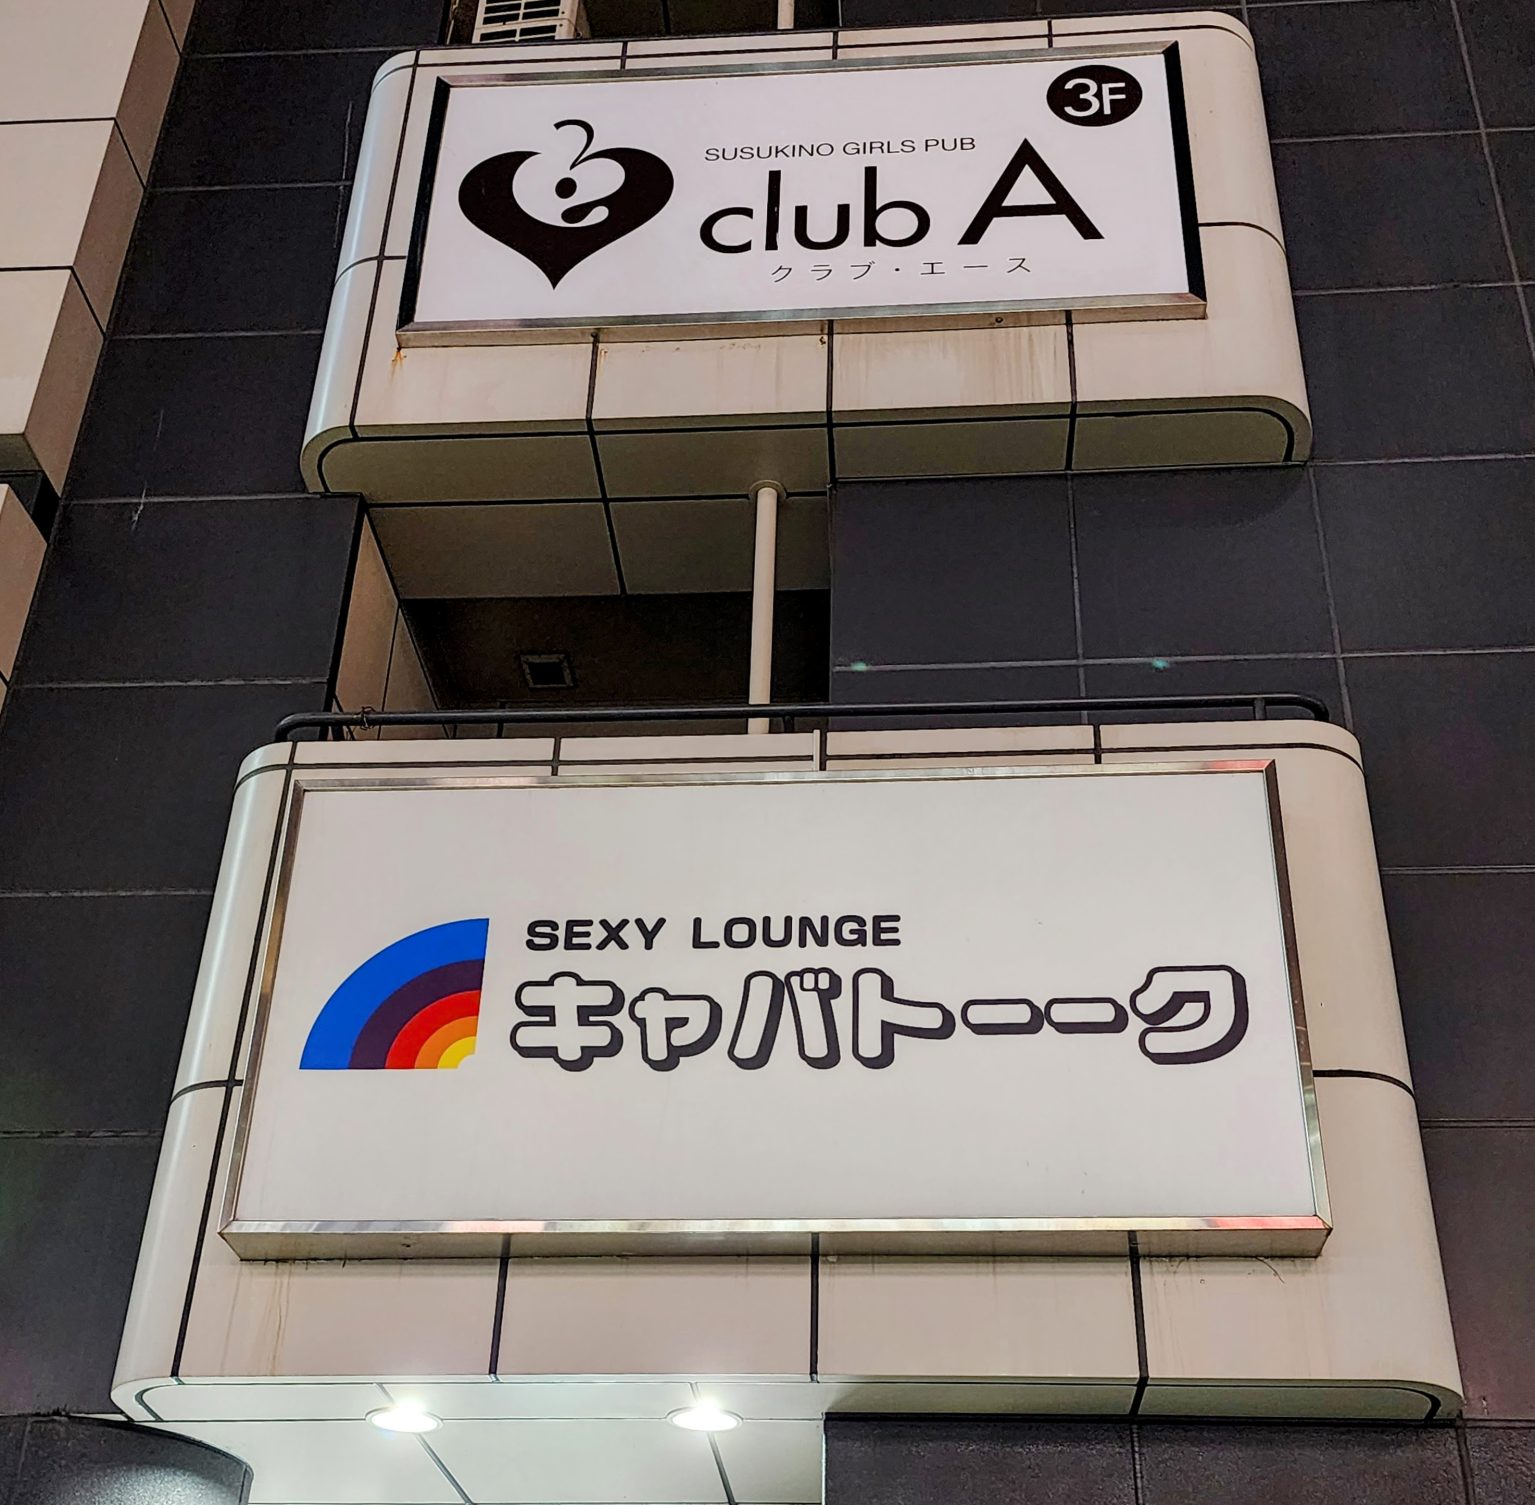 3F
SUSUKINO GIRLS PUB
club A
クラブ・エース
SEXY LOUNGE
キャバトーーク